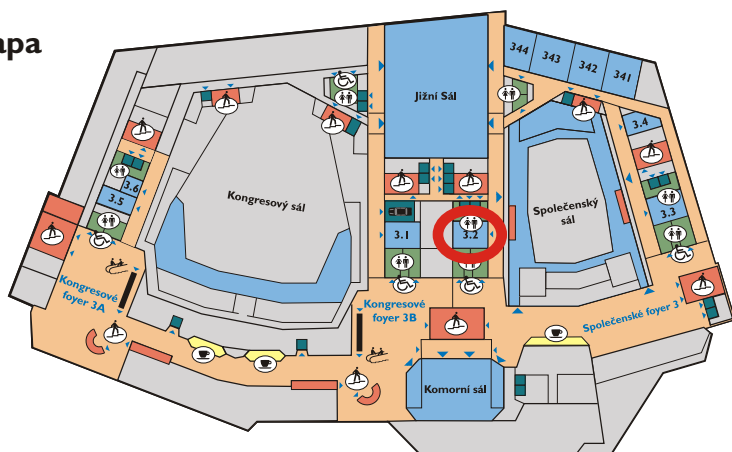 apa
344
343
342
341
Jižní Sál
3.4
3.6
3.5
Kongresový sál
Společenský
sál
3.1
3.2
3.3
Kongresové
foyer 3A
Kongresové
foyer 3B
Společenské foyer 3
Komorní sál